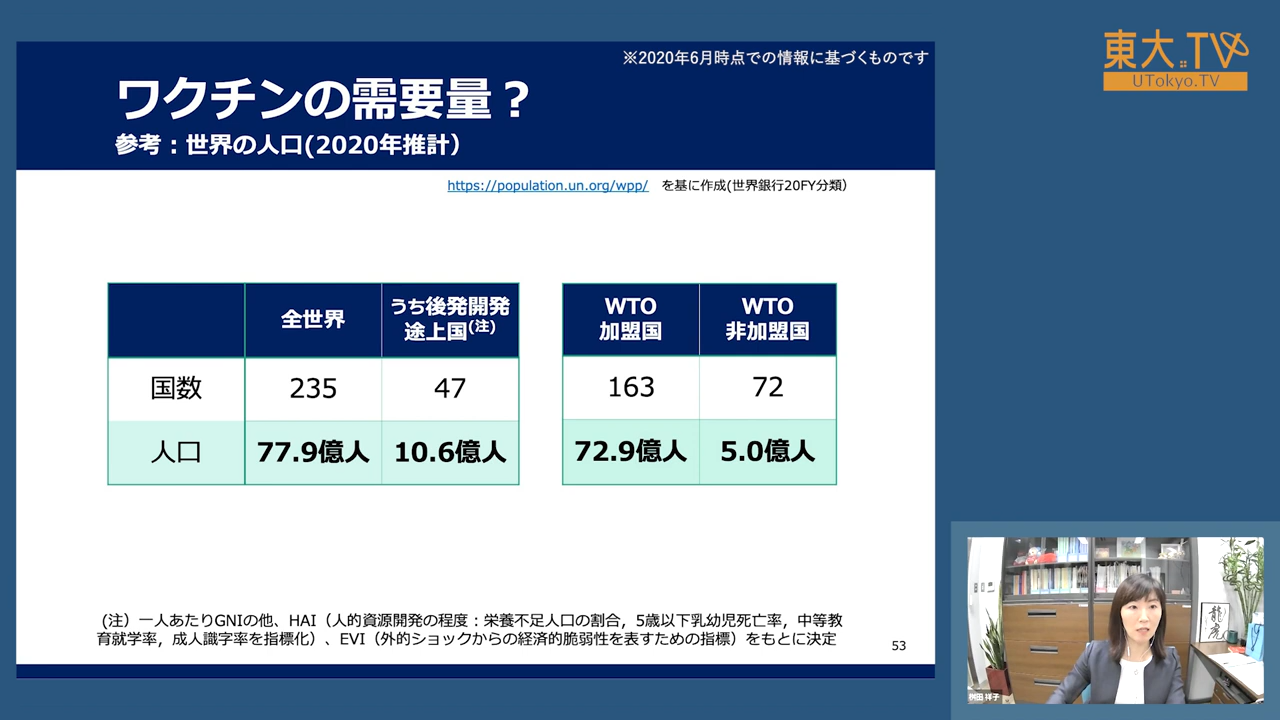 ※2020年6月時点での情報に基づくものです
東大.TV
UTokyo.TV
ワクチンの需要量？
参考：世界の人口(2020年推計）
https://population.un.org/wpp/ を基に作成(世界銀行20FY分類）
全世界
うち後発開発
途上国(注)
国数 235 47
人口 77.9億人 10.6億人
WTO
加盟国
WTO
非加盟国
163 72
72.9億人 5.0億人
(注）一人あたりGNIの他、HAI（人的資源開発の程度：栄養不足人口の割合，5歳以下乳幼児死亡率，中等教
育就学率，成人識字率を指標化）、EVI（外的ショックからの経済的脆弱性を表すための指標）をもとに決定
53
龍虎
桝田 祥子